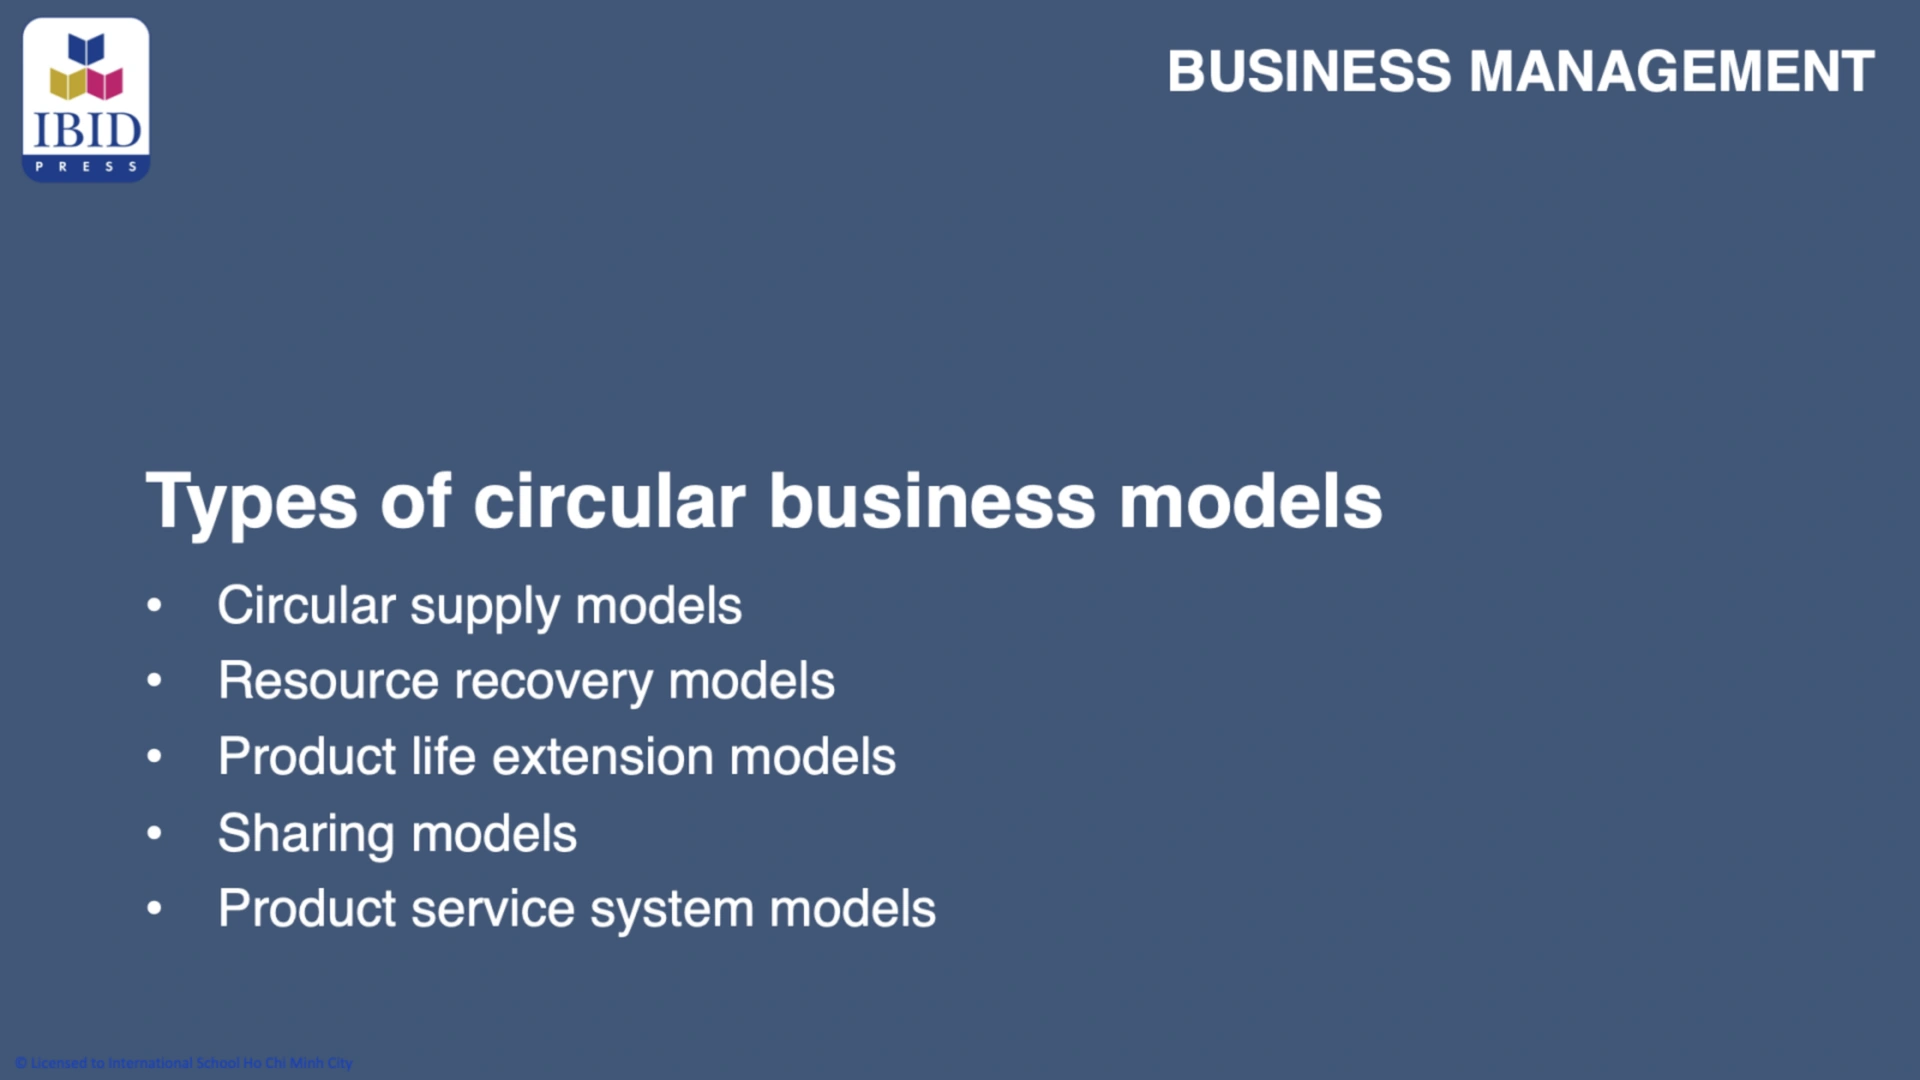 IBID
PRESS
BUSINESS MANAGEMENT
Types of circular business models
• Circular supply models
• Resource recovery models
• Product life extension models
• Sharing models
• Product service system models
© Licensed to International School Ho Chi Minh City